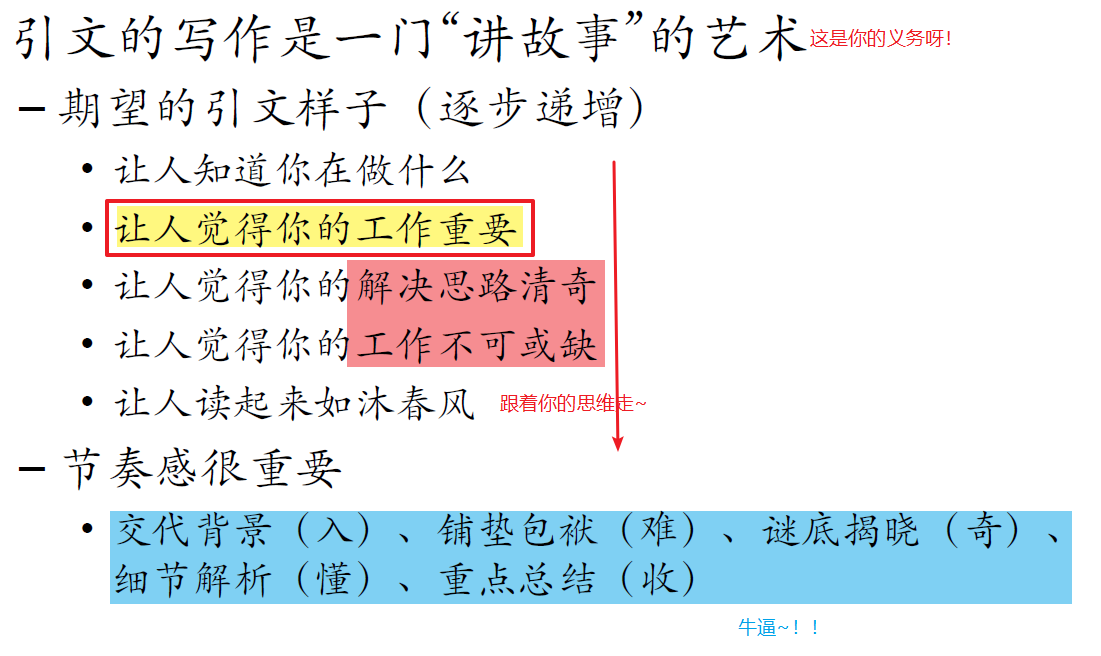 引文的写作是一门“讲故事”的艺术 这是你的义务呀!
– 期望的引文样子（逐步递增）
• 让人知道你在做什么
• 让人觉得你的工作重要
• 让人觉得你的解决思路清奇
• 让人觉得你的工作不可或缺
• 让人读起来如沐春风 跟着你的思维走~
– 节奏感很重要
• 交代背景（入）、铺垫包袱（难）、谜底揭晓（奇）、
细节解析（懂）、重点总结（收）
牛逼~！！